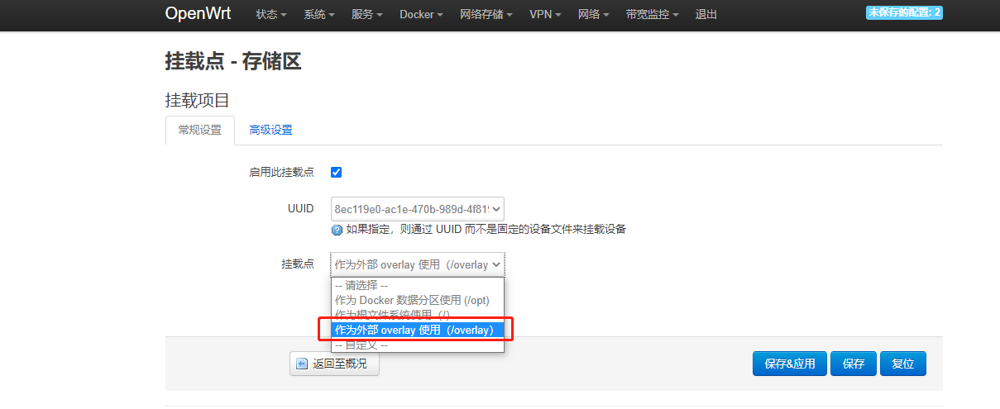 OpenWrt 状态 系统 服务 Docker 网络存储 VPN 网络 带宽监控 退出 未保存的配置: 2
挂载点 - 存储区
挂载项目
常规设置 高级设置
启用此挂载点
UUID 8ec119e0-ac1e-470b-989d-4f819
如果指定，则通过 UUID 而不是固定的设备文件来挂载设备
挂载点 作为外部 overlay 使用（/overlay
-- 请选择 --
作为 Docker 数据分区使用 (/opt)
作为根文件系统使用（/）
作为外部 overlay 使用（/overlay）
-- 自定义 --
返回至概况 保存&应用 保存 复位